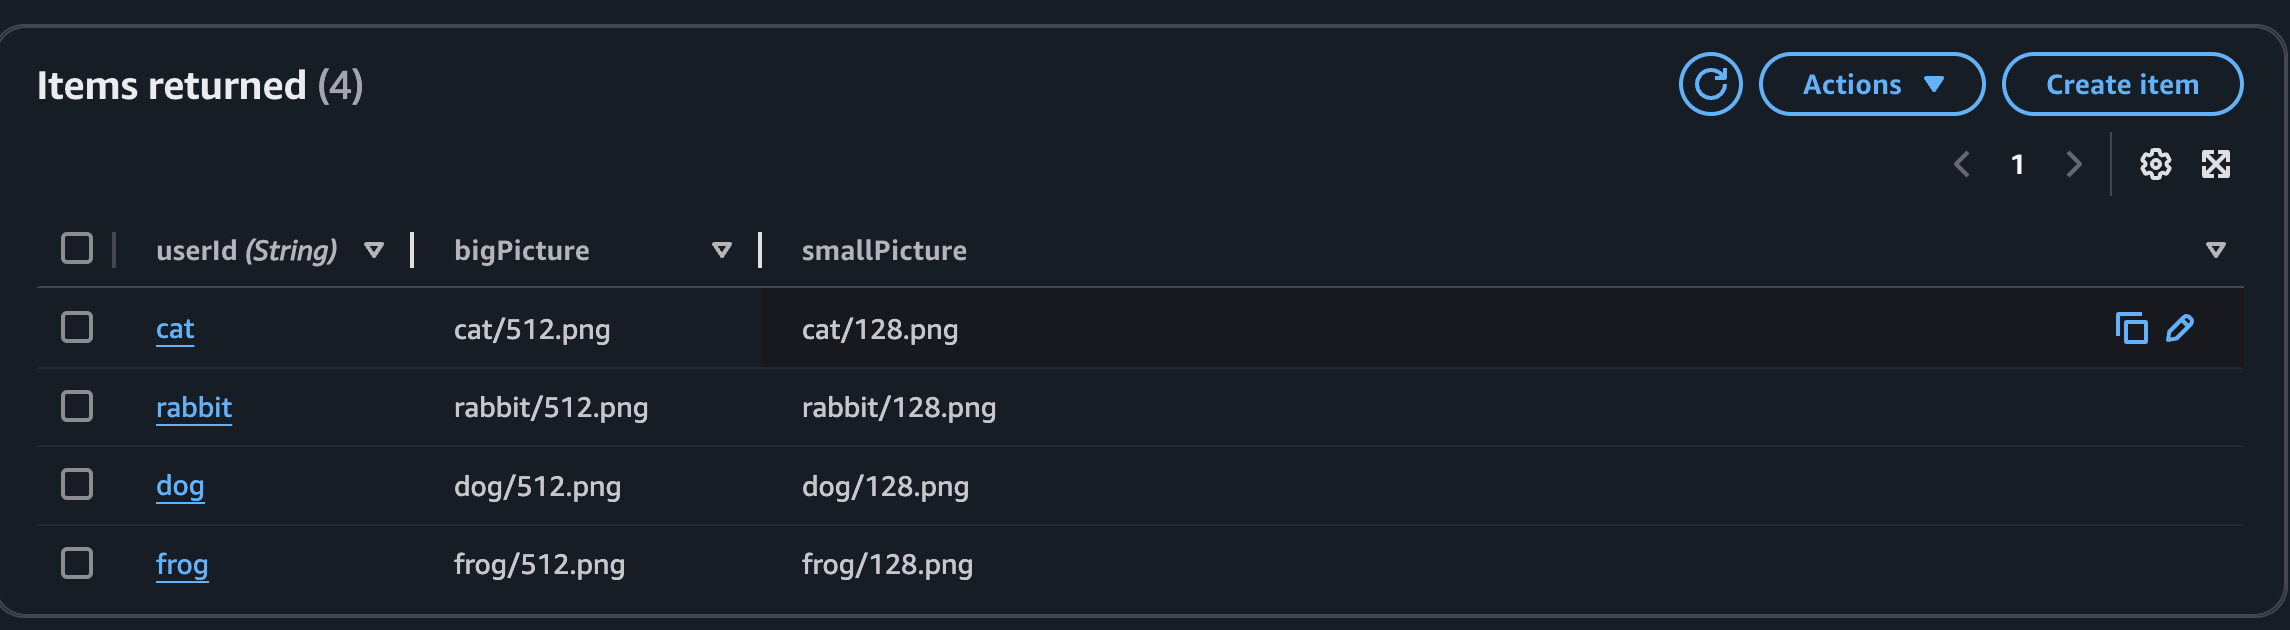 Items returned (4)
Actions
Create item
1
userId (String)
bigPicture
smallPicture
cat
cat/512.png
cat/128.png
rabbit
rabbit/512.png
rabbit/128.png
dog
dog/512.png
dog/128.png
frog
frog/512.png
frog/128.png